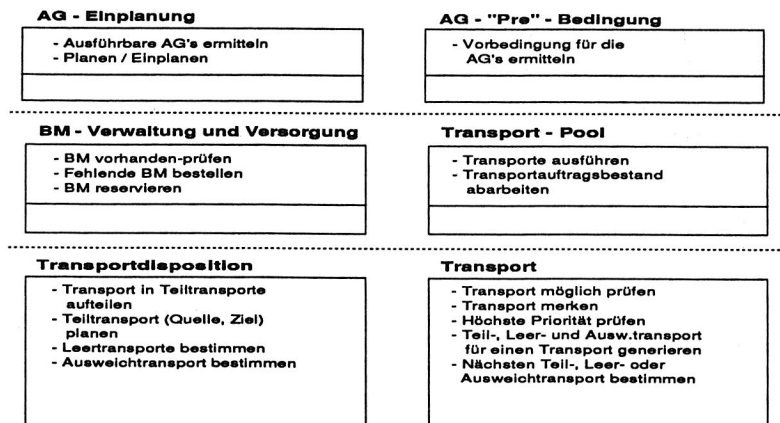 AG - Einplanung
- Ausführbare AG's ermitteln
- Planen / Einplanen
AG - "Pre" - Bedingung
- Vorbedingung für die
AG's ermitteln
BM - Verwaltung und Versorgung
- BM vorhanden-prüfen
- Fehlende BM bestellen
- BM reservieren
Transport - Pool
- Transporte ausführen
- Transportauftragsbestand
abarbeiten
Transportdisposition
- Transport in Teiltransporte
aufteilen
- Teiltransport (Quelle, Ziel)
planen
- Leertransporte bestimmen
- Ausweichtransport bestimmen
Transport
- Transport möglich prüfen
- Transport merken
- Höchste Priorität prüfen
- Teil-, Leer- und Ausw.transport
für einen Transport generieren
- Nächsten Teil-, Leer- oder
Ausweichtransport bestimmen